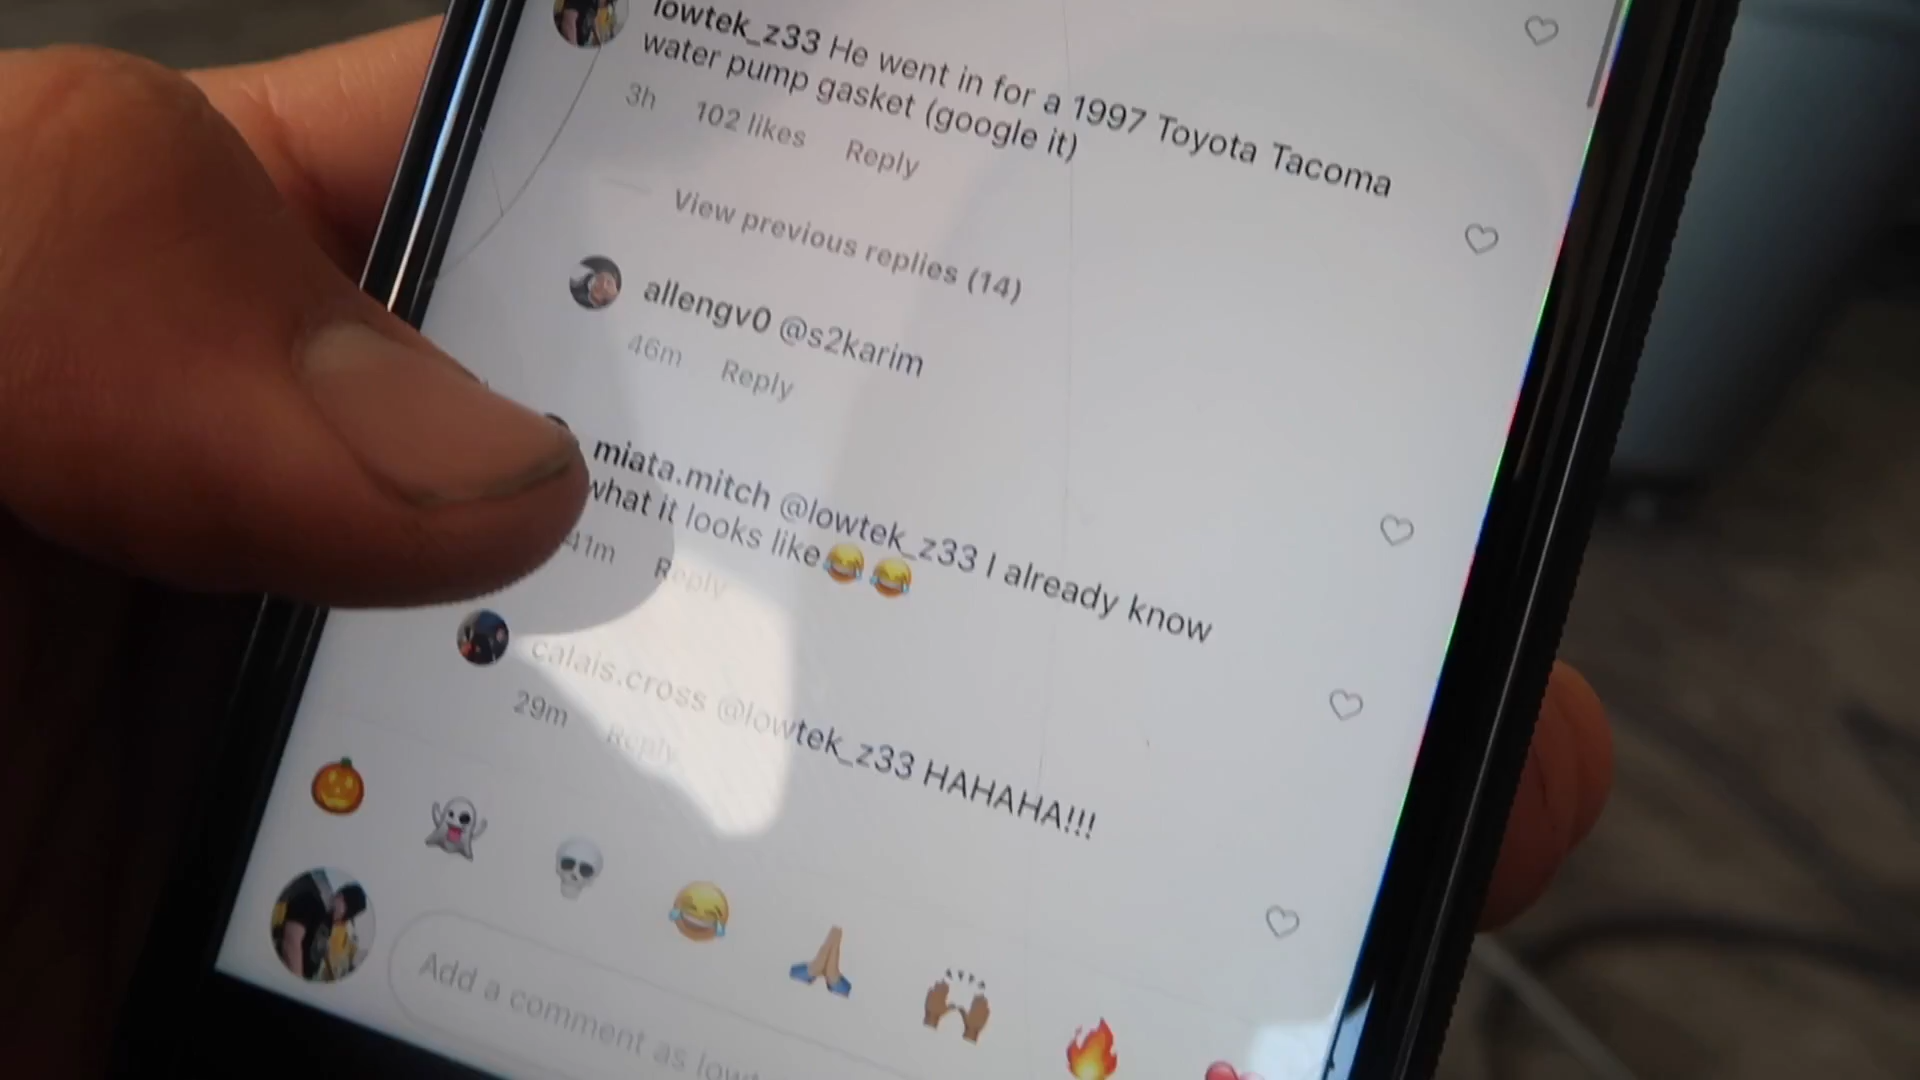 lowtek_z33 He went in for a 1997 Toyota Tacoma
water pump gasket (google it)
3h 102 likes Reply
View previous replies (14)
allengv0 @s2karim
46m Reply
miata.mitch @lowtek_z33 I already know
what it looks like😂😂
41m Reply
calais.cross @lowtek_z33 HAHAHA!!!
29m Reply
Add a comment as